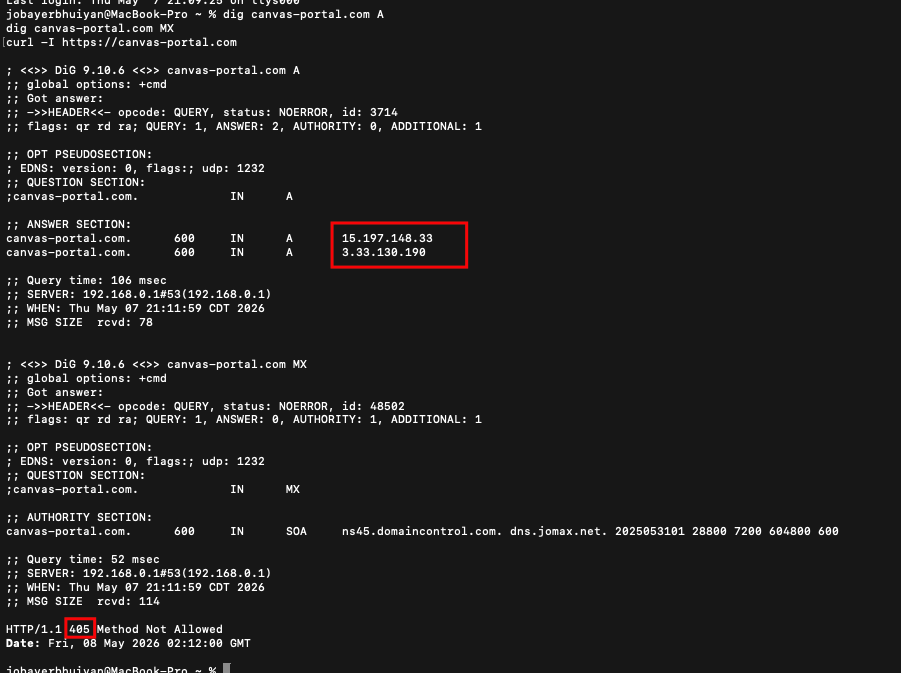 Last login: Thu May  7 21:09:25 on ttys000
jobayerbhuiyan@MacBook-Pro ~ % dig canvas-portal.com A
dig canvas-portal.com MX
[curl -I https://canvas-portal.com

; <<>> DiG 9.10.6 <<>> canvas-portal.com A
;; global options: +cmd
;; Got answer:
;; ->>HEADER<<- opcode: QUERY, status: NOERROR, id: 3714
;; flags: qr rd ra; QUERY: 1, ANSWER: 2, AUTHORITY: 0, ADDITIONAL: 1

;; OPT PSEUDOSECTION:
; EDNS: version: 0, flags:; udp: 1232
;; QUESTION SECTION:
;canvas-portal.com.             IN      A

;; ANSWER SECTION:
canvas-portal.com.      600     IN      A       15.197.148.33
canvas-portal.com.      600     IN      A       3.33.130.190

;; Query time: 106 msec
;; SERVER: 192.168.0.1#53(192.168.0.1)
;; WHEN: Thu May 07 21:11:59 CDT 2026
;; MSG SIZE  rcvd: 78


; <<>> DiG 9.10.6 <<>> canvas-portal.com MX
;; global options: +cmd
;; Got answer:
;; ->>HEADER<<- opcode: QUERY, status: NOERROR, id: 48502
;; flags: qr rd ra; QUERY: 1, ANSWER: 0, AUTHORITY: 1, ADDITIONAL: 1

;; OPT PSEUDOSECTION:
; EDNS: version: 0, flags:; udp: 1232
;; QUESTION SECTION:
;canvas-portal.com.             IN      MX

;; AUTHORITY SECTION:
canvas-portal.com.      600     IN      SOA     ns45.domaincontrol.com. dns.jomax.net. 2025053101 28800 7200 604800 600

;; Query time: 52 msec
;; SERVER: 192.168.0.1#53(192.168.0.1)
;; WHEN: Thu May 07 21:11:59 CDT 2026
;; MSG SIZE  rcvd: 114

HTTP/1.1 405 Method Not Allowed
Date: Fri, 08 May 2026 02:12:00 GMT

jobayerbhuiyan@MacBook-Pro ~ %